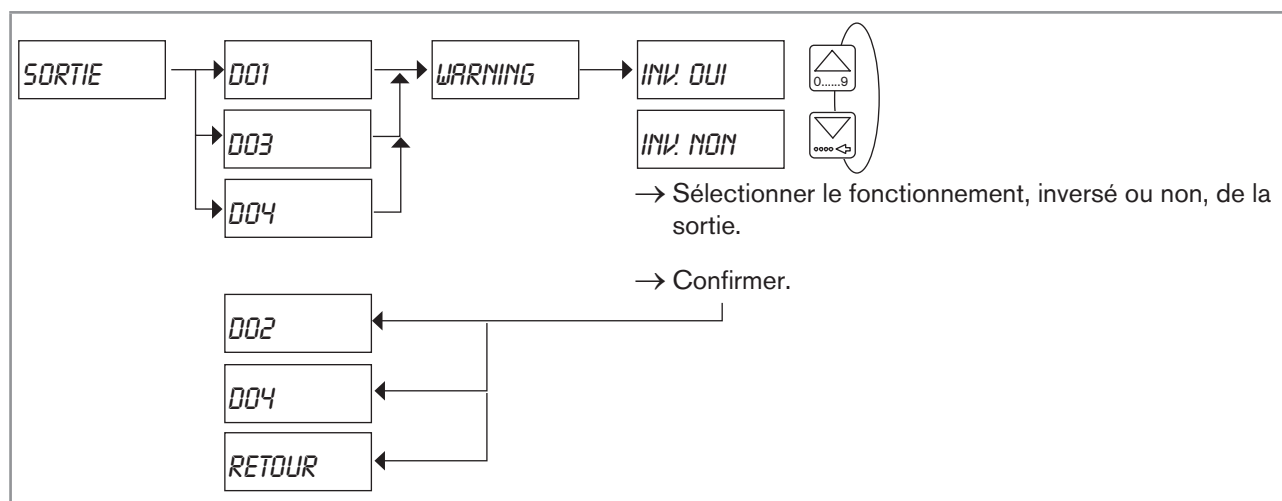 SORTIE
DO1
WARNING
INV. OUI
0......9
DO3
INV. NON
DO4
→ Sélectionner le fonctionnement, inversé ou non, de la
sortie.
→ Confirmer.
DO2
DO4
RETOUR